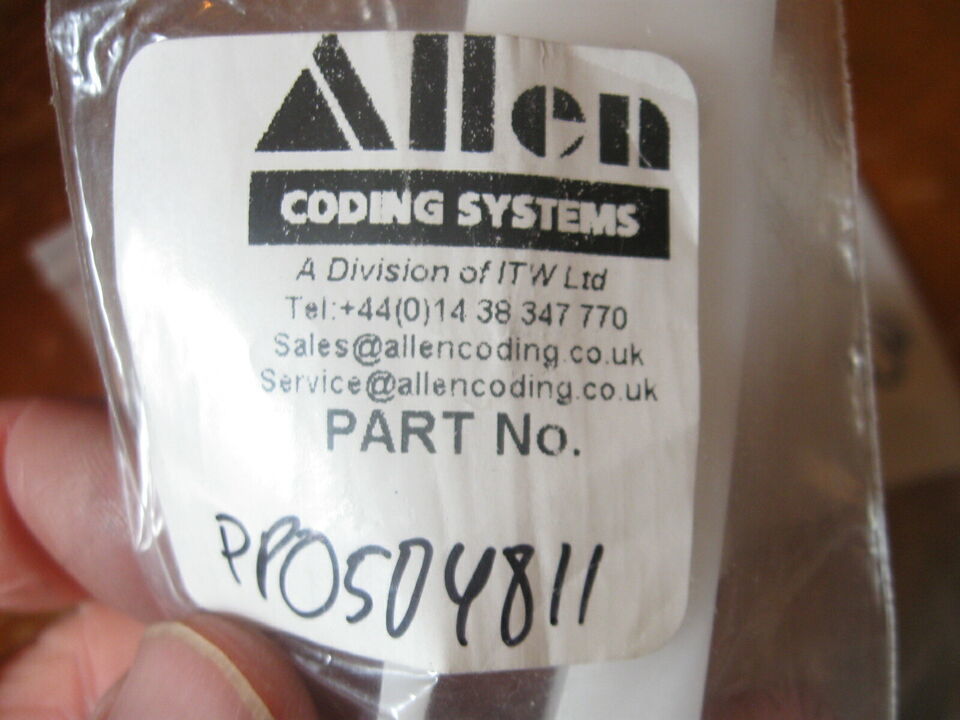 Allen
CODING SYSTEMS
A Division of ITW Ltd
Tel:+44(0)14 38 347 770
Sales@allencoding.co.uk
Service@allencoding.co.uk
PART No.
PPO504811